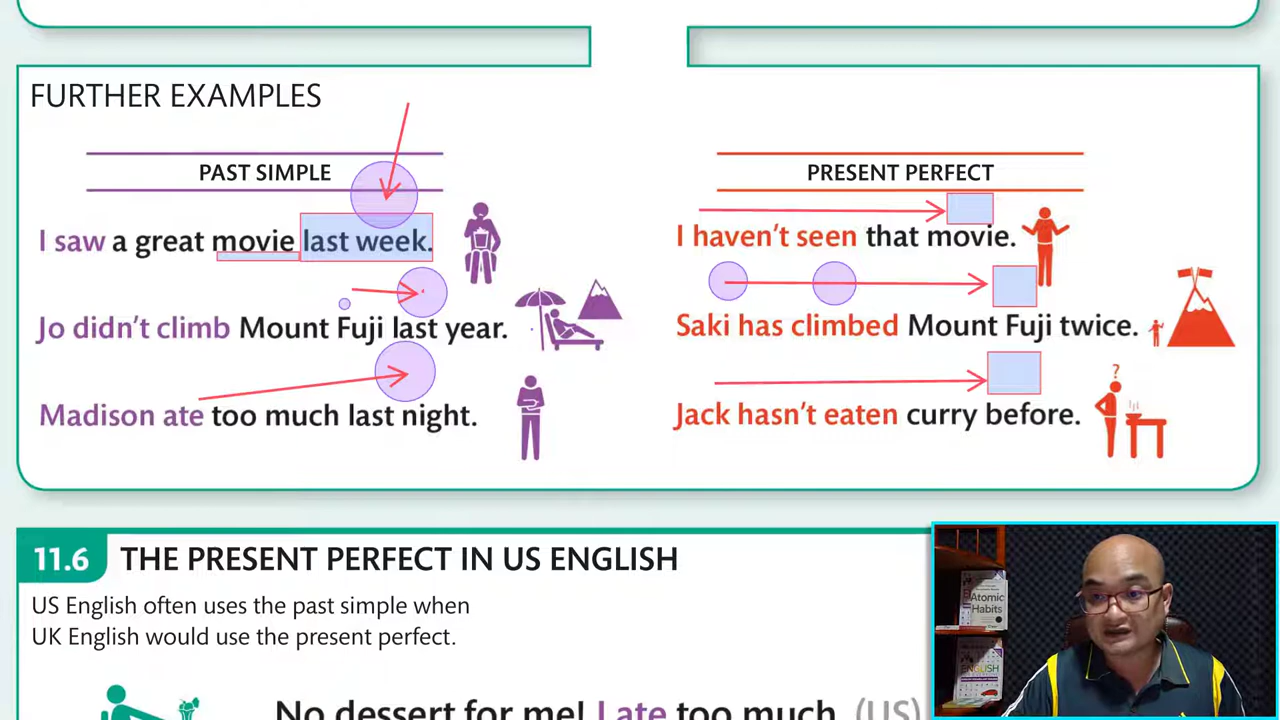 FURTHER EXAMPLES
PAST SIMPLE
I saw a great movie last week.
Jo didn't climb Mount Fuji last year.
Madison ate too much last night.
PRESENT PERFECT
I haven't seen that movie.
Saki has climbed Mount Fuji twice.
?
Jack hasn't eaten curry before.
11.6 THE PRESENT PERFECT IN US ENGLISH
US English often uses the past simple when
UK English would use the present perfect.
No dessert for me! I ate too much. (US)
Atomic
Habits
ENGLISH